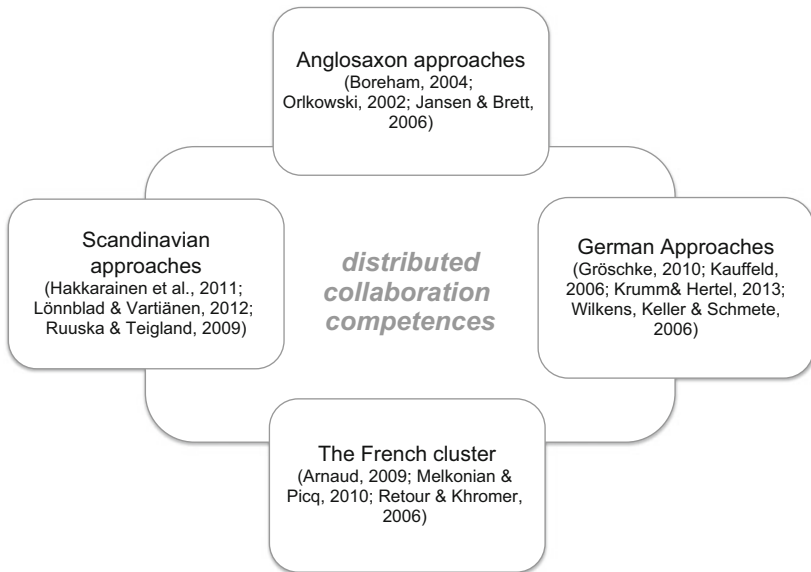 Anglosaxon approaches
(Boreham, 2004;
Orlkowski, 2002; Jansen & Brett,
2006)
Scandinavian
approaches
(Hakkarainen et al., 2011;
Lönnblad & Vartiänen, 2012;
Ruuska & Teigland, 2009)
distributed
collaboration
competences
German Approaches
(Gröschke, 2010; Kauffeld,
2006; Krumm& Hertel, 2013;
Wilkens, Keller & Schmete,
2006)
The French cluster
(Arnaud, 2009; Melkonian &
Picq, 2010; Retour & Khromer,
2006)